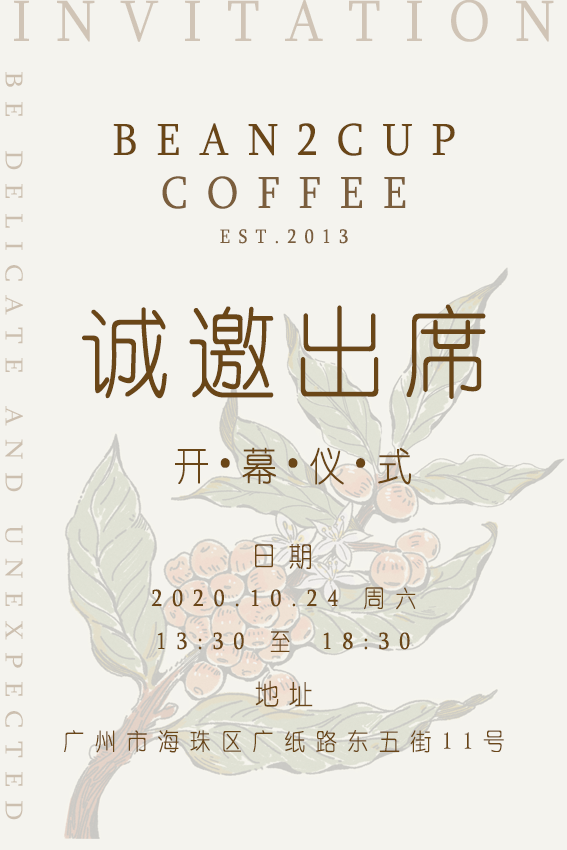 INVITATION
BE DELICATE AND UNEXPECTED
BEAN2CUP
COFFEE
EST.2013
诚邀出席
开•幕•仪•式
日期
2020.10.24 周六
13:30 至 18:30
地址
广州市海珠区广纸路东五街11号